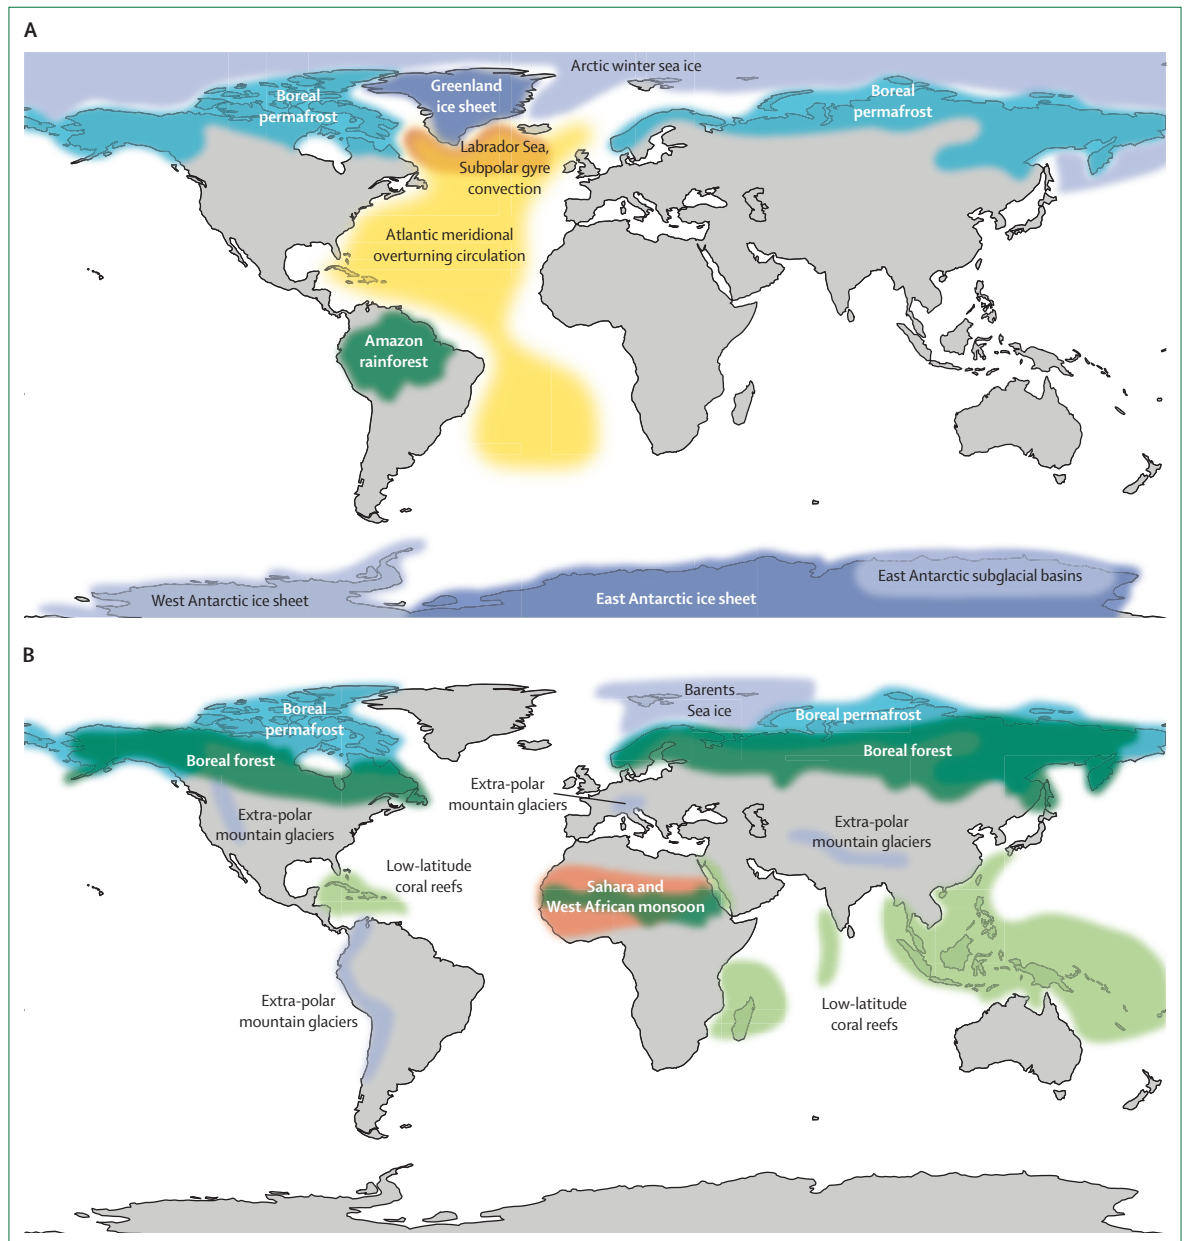 A
Arctic winter sea ice
Greenland
ice sheet
Boreal
permafrost
Boreal
permafrost
Labrador Sea,
Subpolar gyre
convection
Atlantic meridional
overturning circulation
Amazon
rainforest
East Antarctic subglacial basins
West Antarctic ice sheet
East Antarctic ice sheet
B
Barents
Sea ice
Boreal
permafrost
Boreal permafrost
Boreal forest
Boreal forest
Extra-polar
mountain glaciers
Extra-polar
mountain glaciers
Extra-polar
mountain glaciers
Low-latitude
coral reefs
Sahara and
West African monsoon
Extra-polar
mountain glaciers
Low-latitude
coral reefs